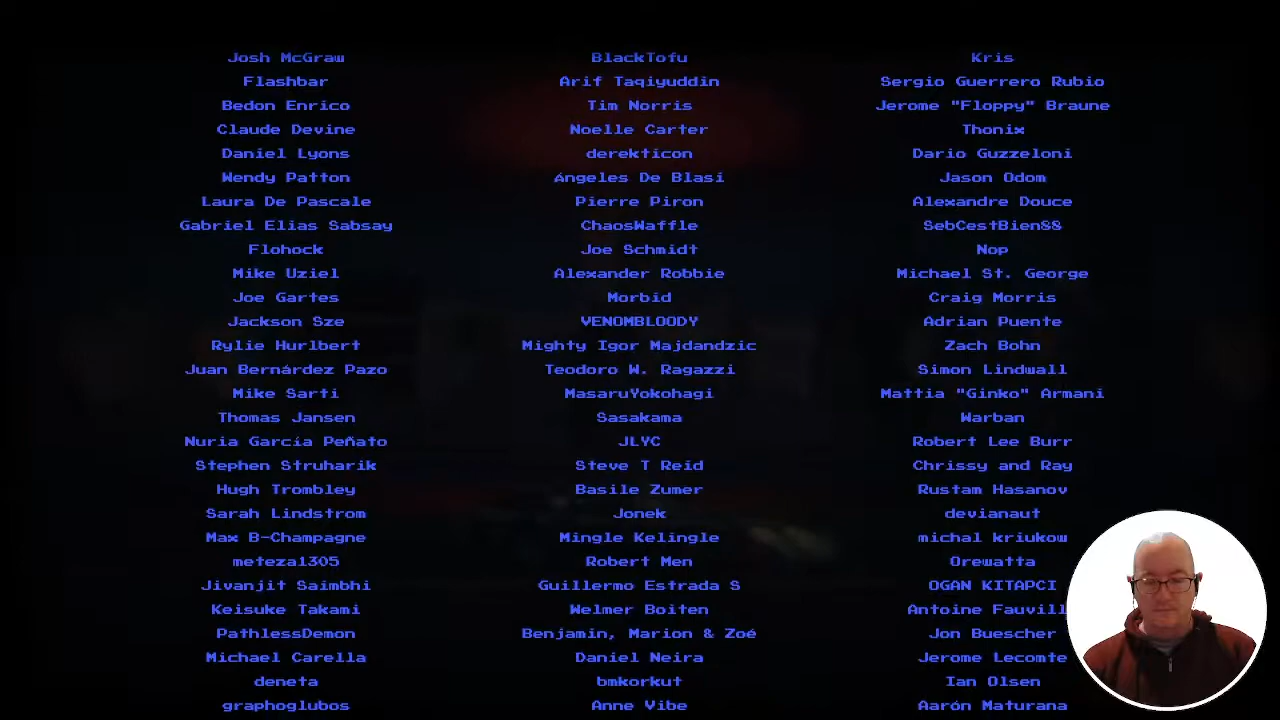 Josh McGraw BlackTofu Kris
Flashbar Arif Taqiyuddin Sergio Guerrero Rubio
Bedon Enrico Tim Norris Jerome "Floppy" Braune
Claude Devine Noelle Carter Thonix
Daniel Lyons derekticon Dario Guzzeloni
Wendy Patton Ángeles De Blasi Jason Odom
Laura De Pascale Pierre Piron Alexandre Douce
Gabriel Elias Sabsay ChaosWaffle SebCestBien88
Flohock Joe Schmidt Nop
Mike Uziel Alexander Robbie Michael St. George
Joe Gartes Morbid Craig Morris
Jackson Sze VENOMBLOODY Adrian Puente
Rylie Hurlbert Mighty Igor Majdandzic Zach Bohn
Juan Bernárdez Pazo Teodoro W. Ragazzi Simon Lindwall
Mike Sarti MasaruYokohagi Mattia "Ginko" Armani
Thomas Jansen Sasakama Warban
Nuria García Peñato JLYC Robert Lee Burr
Stephen Struharik Steve T Reid Chrissy and Ray
Hugh Trombley Basile Zumer Rustam Hasanov
Sarah Lindstrom Jonek devianaut
Max B-Champagne Mingle Kelingle michal kriukow
meteza1305 Robert Men Orewatta
Jivanjit Saimbhi Guillermo Estrada S OGAN KITAPCI
Keisuke Takami Welmer Boiten Antoine
PathlessDemon Benjamin, Marion & Zoé Jon Buescher
Michael Carella Daniel Neira Jerome Lecomte
deneta bmkorkut Ian Olsen
graphoglubos Anne Vibe Aarón Maturana